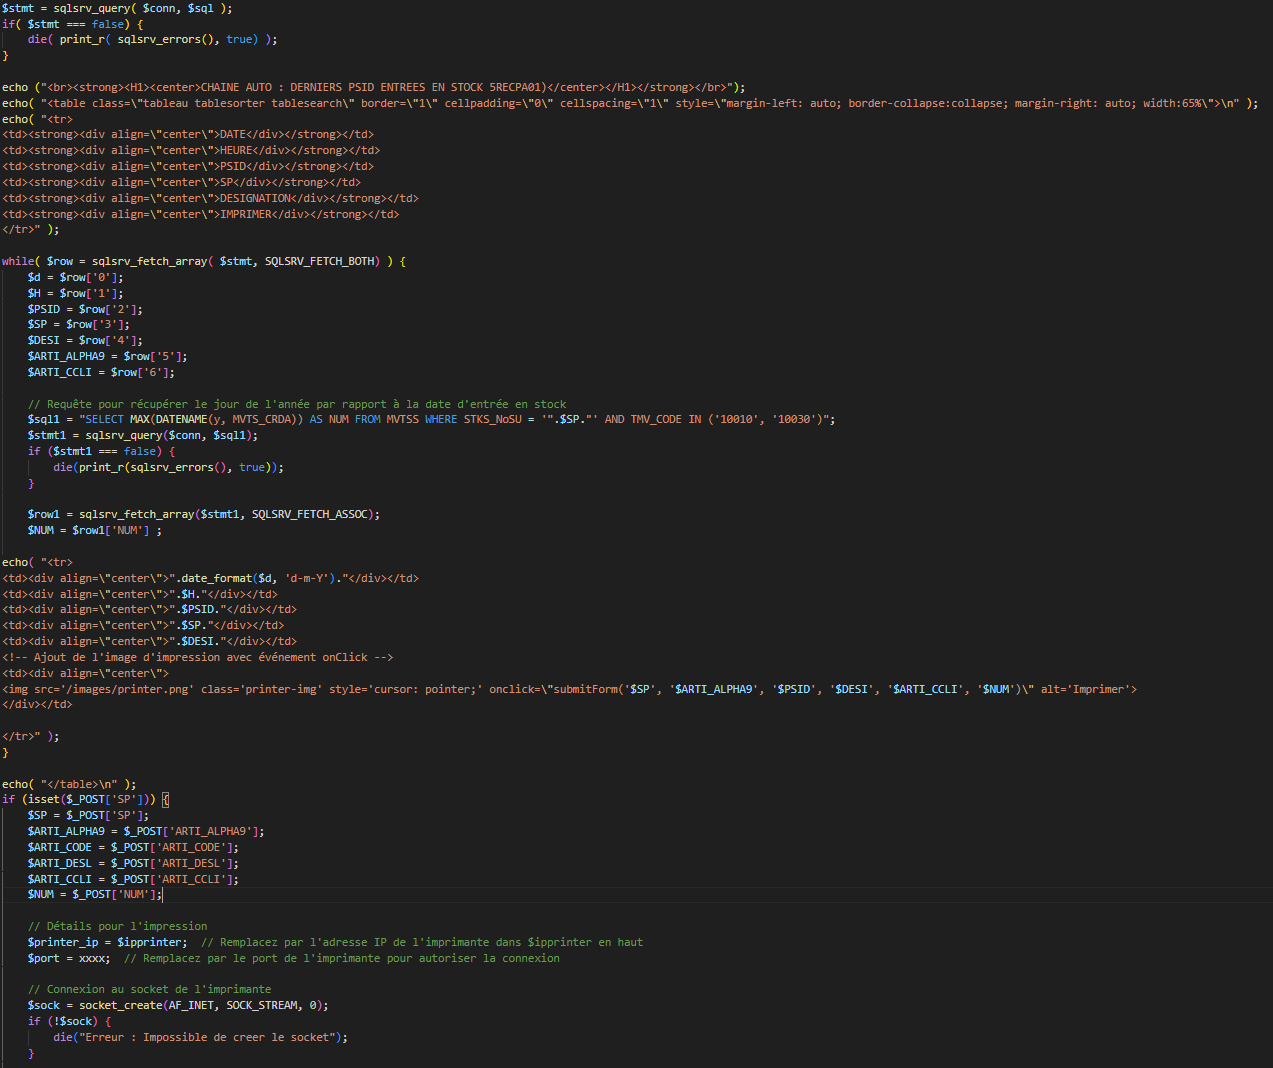 $stmt = sqlsrv_query( $conn, $sql );
if( $stmt === false) {
    die( print_r( sqlsrv_errors(), true) );
}

echo ("<br><strong><H1><center>CHAINE AUTO : DERNIERS PSID ENTREES EN STOCK 5RECPA01)</center></H1></strong></br>");
echo( "<table class=\"tableau tablesorter tablesearch\" border=\"1\" cellpadding=\"0\" cellspacing=\"1\" style=\"margin-left: auto; border-collapse:collapse; margin-right: auto; width:65%\">\n" );
echo( "<tr>
<td><strong><div align=\"center\">DATE</div></strong></td>
<td><strong><div align=\"center\">HEURE</div></strong></td>
<td><strong><div align=\"center\">PSID</div></strong></td>
<td><strong><div align=\"center\">SP</div></strong></td>
<td><strong><div align=\"center\">DESIGNATION</div></strong></td>
<td><strong><div align=\"center\">IMPRIMER</div></strong></td>
</tr>" );

while( $row = sqlsrv_fetch_array( $stmt, SQLSRV_FETCH_BOTH) ) {
    $d = $row['0'];
    $H = $row['1'];
    $PSID = $row['2'];
    $SP = $row['3'];
    $DESI = $row['4'];
    $ARTI_ALPHA9 = $row['5'];
    $ARTI_CCLI = $row['6'];

    // Requête pour récupérer le jour de l'année par rapport à la date d'entrée en stock
    $sql1 = "SELECT MAX(DATENAME(y, MVTS_CRDA)) AS NUM FROM MVTSS WHERE STKS_NoSU = '".$SP."' AND TMV_CODE IN ('10010', '10030')";
    $stmt1 = sqlsrv_query($conn, $sql1);
    if ($stmt1 === false) {
        die(print_r(sqlsrv_errors(), true));
    }

    $row1 = sqlsrv_fetch_array($stmt1, SQLSRV_FETCH_ASSOC);
    $NUM = $row1['NUM'] ;

echo( "<tr>
<td><div align=\"center\">".date_format($d, 'd-m-Y')."</div></td>
<td><div align=\"center\">".$H."</div></td>
<td><div align=\"center\">".$PSID."</div></td>
<td><div align=\"center\">".$SP."</div></td>
<td><div align=\"center\">".$DESI."</div></td>
<!-- Ajout de l'image d'impression avec événement onClick -->
<td><div align=\"center\">
<img src='/images/printer.png' class='printer-img' style='cursor: pointer;' onclick=\"submitForm('$SP', '$ARTI_ALPHA9', '$PSID', '$DESI', '$ARTI_CCLI', '$NUM')\" alt='Imprimer'>
</div></td>

</tr>" );
}

echo( "</table>\n" );
if (isset($_POST['SP'])) {
    $SP = $_POST['SP'];
    $ARTI_ALPHA9 = $_POST['ARTI_ALPHA9'];
    $ARTI_CODE = $_POST['ARTI_CODE'];
    $ARTI_DESL = $_POST['ARTI_DESL'];
    $ARTI_CCLI = $_POST['ARTI_CCLI'];
    $NUM = $_POST['NUM'];

    // Détails pour l'impression
    $printer_ip = $ipprinter;  // Remplacez par l'adresse IP de l'imprimante dans $ipprinter en haut
    $port = xxxx;  // Remplacez par le port de l'imprimante pour autoriser la connexion

    // Connexion au socket de l'imprimante
    $sock = socket_create(AF_INET, SOCK_STREAM, 0);
    if (!$sock) {
        die("Erreur : Impossible de creer le socket");
    }